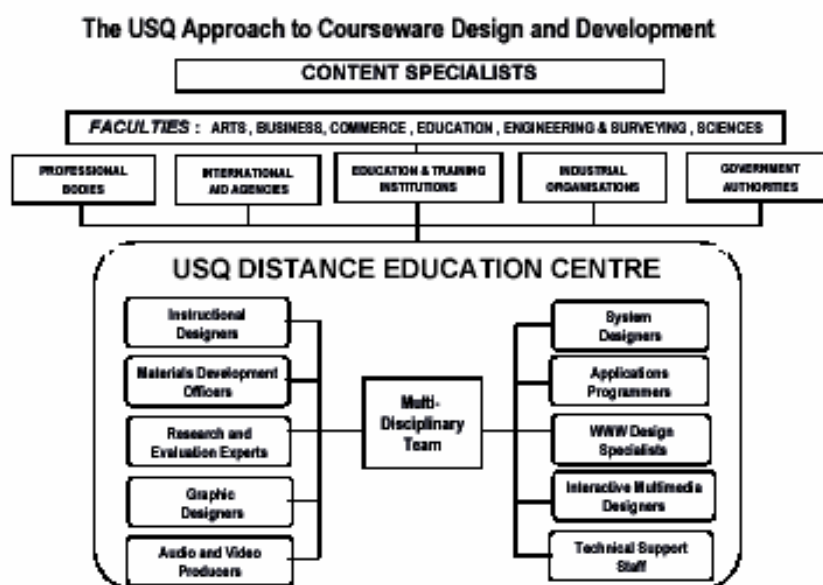 The USQ Approach to Courseware Design and Development
CONTENT SPECIALISTS
FACULTIES : ARTS , BUSINESS, COMMERCE , EDUCATION , ENGINEERING & SURVEYING , SCIENCES
PROFESSIONAL
BODIES
INTERNATIONAL
AID AGENCIES
EDUCATION & TRAINING
INSTITUTIONS
INDUSTRIAL
ORGANISATIONS
GOVERNMENT
AUTHORITIES
USQ DISTANCE EDUCATION CENTRE
Instructional
Designers
Materials Development
Officers
Research and
Evaluation Experts
Graphic
Designers
Audio and Video
Producers
Multi-
Disciplinary
Team
System
Designers
Applications
Programmers
WWW Design
Specialists
Interactive Multimedia
Designers
Technical Support
Staff